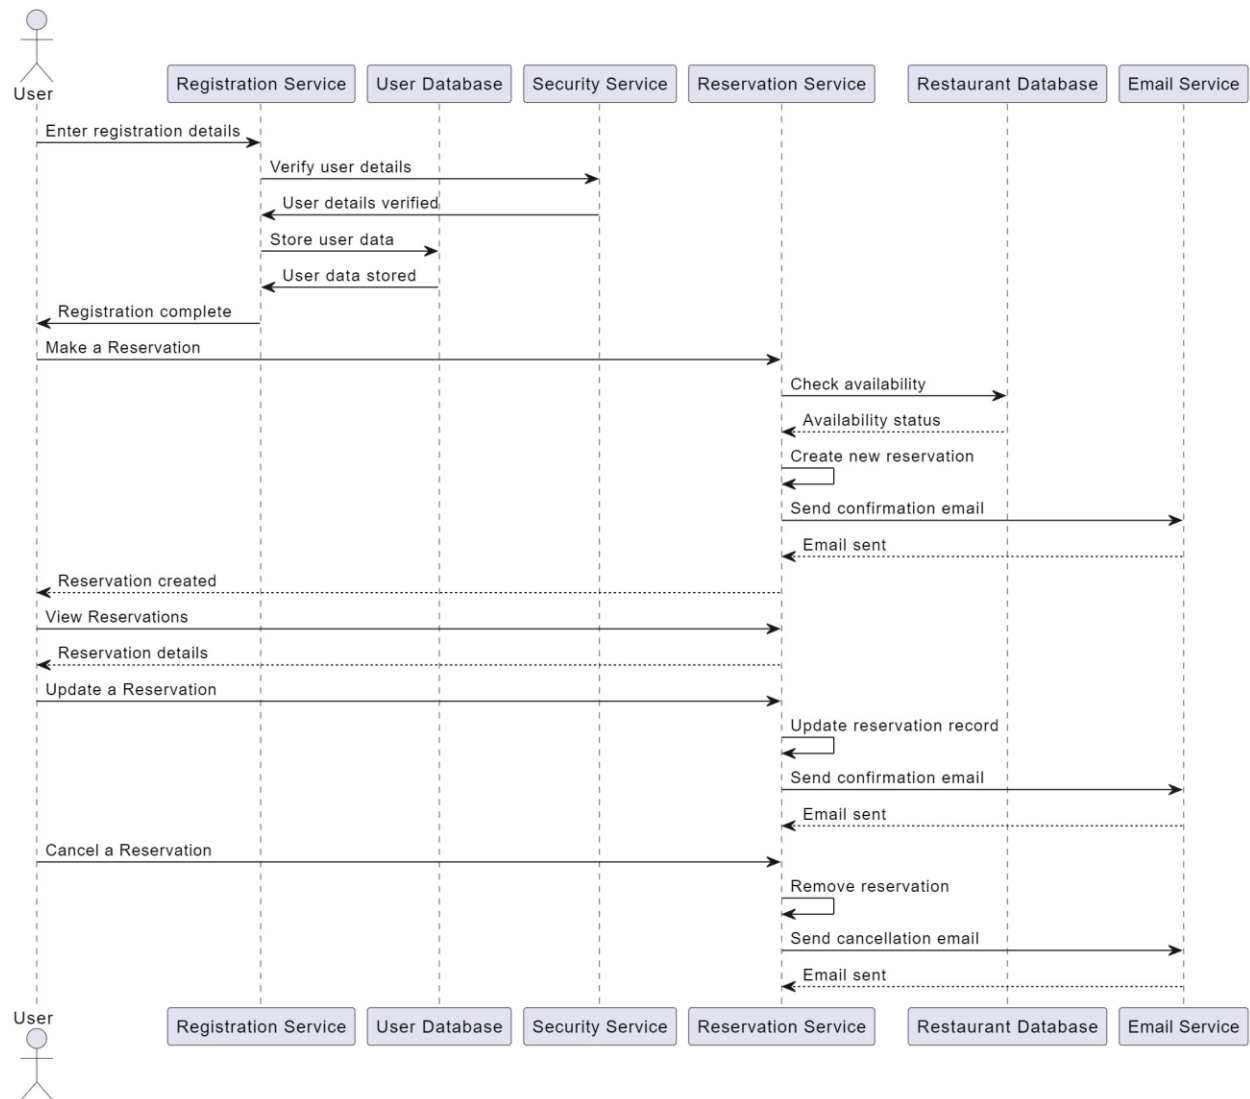 User
Registration Service
User Database
Security Service
Reservation Service
Restaurant Database
Email Service
Enter registration details
Verify user details
User details verified
Store user data
User data stored
Registration complete
Make a Reservation
Check availability
Availability status
Create new reservation
Send confirmation email
Email sent
Reservation created
View Reservations
Reservation details
Update a Reservation
Update reservation record
Send confirmation email
Email sent
Cancel a Reservation
Remove reservation
Send cancellation email
Email sent
User
Registration Service
User Database
Security Service
Reservation Service
Restaurant Database
Email Service